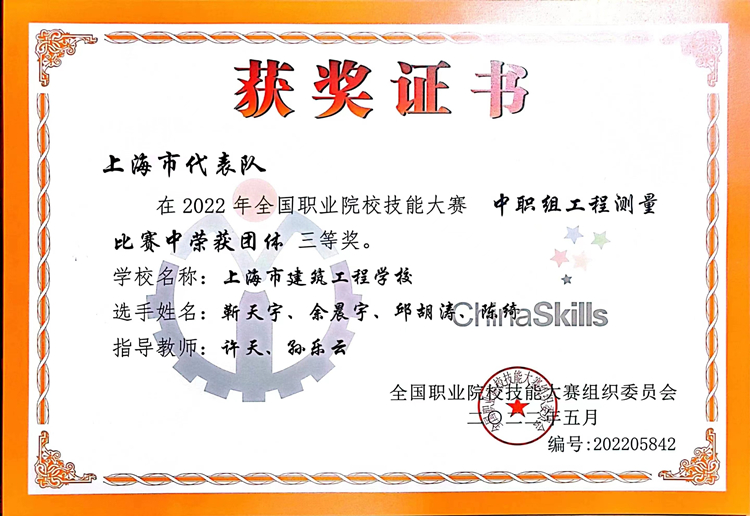 获奖证书
上海市代表队
在2022年全国职业院校技能大赛 中职组工程测量
比赛中荣获团体 三等奖。
学校名称：上海市建筑工程学校
选手姓名：靳天宇、余晨宇、邱胡涛、陈绮
指导教师：许天、孙乐云
ChinaSkills
全国职业院校技能大赛组织委员会
二〇二二年五月
编号:202205842